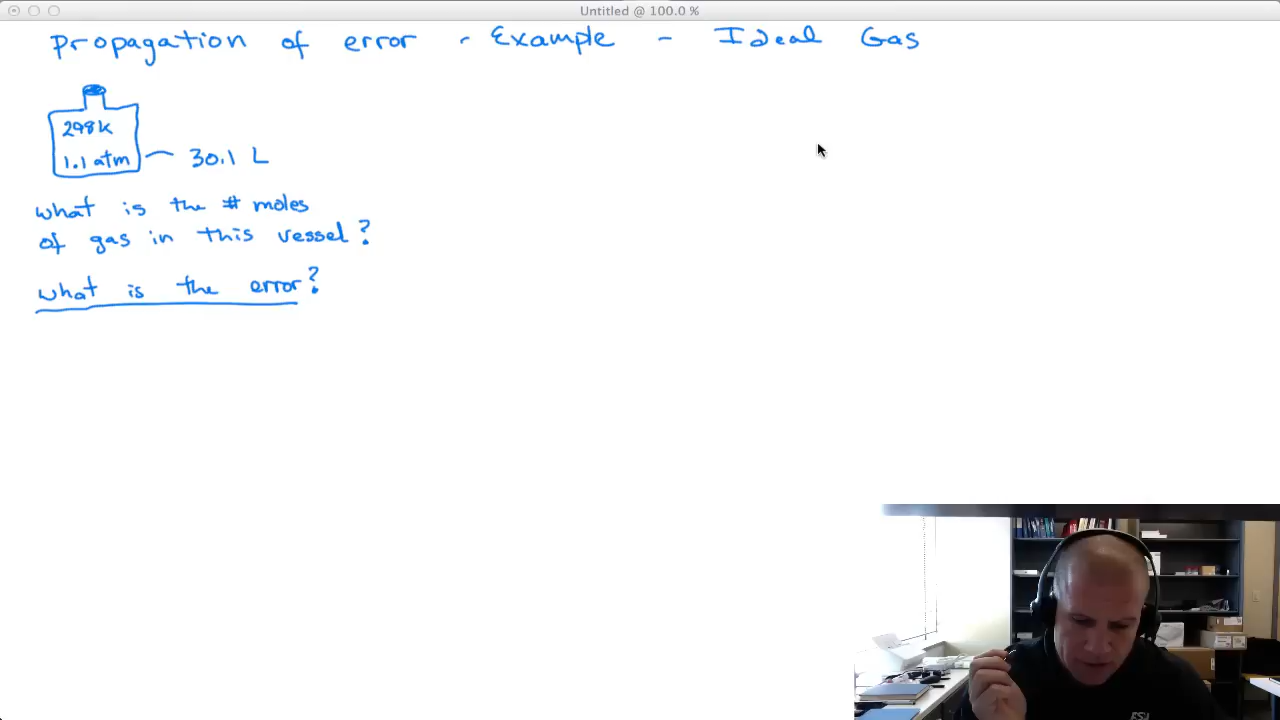 Untitled @ 100.0 %
Propagation of error - Example - Ideal Gas
298K
1.1 atm — 30.1 L
what is the # moles
of gas in this vessel?
what is the error?